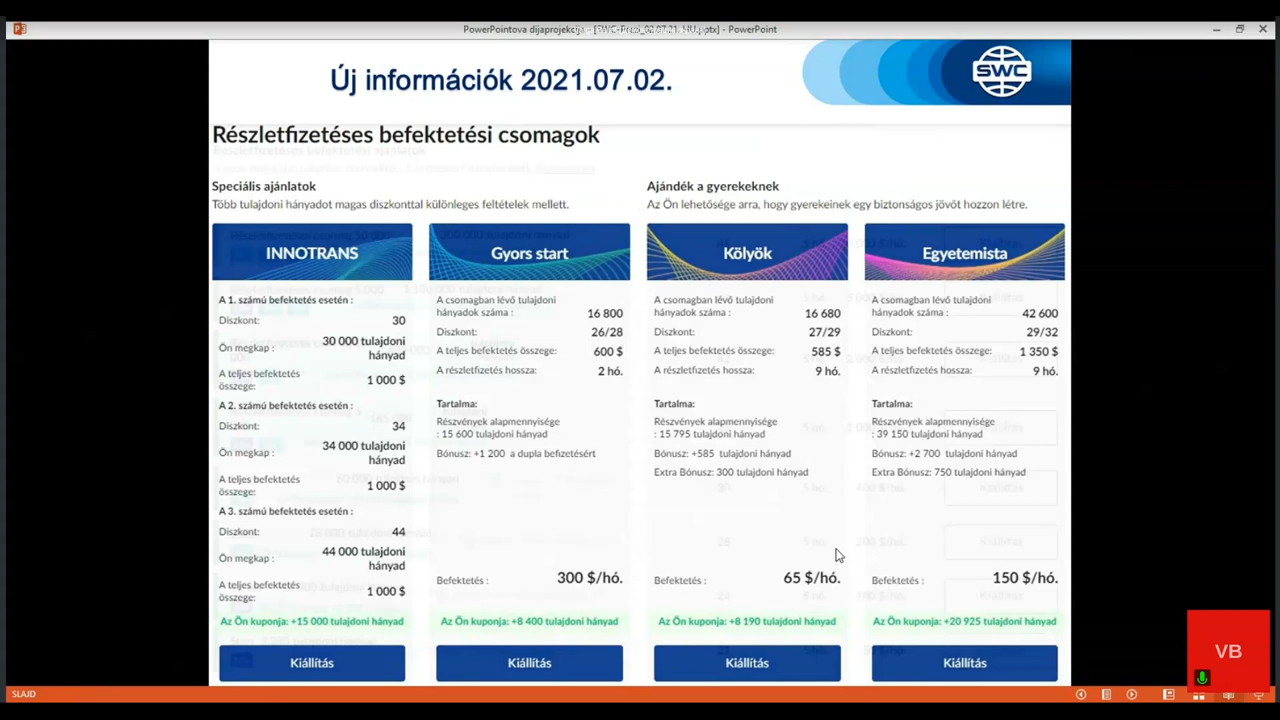 PowerPointova dijaprojekcija - [SWC-Prezi_02.07.21. HU.pptx] - PowerPoint
Új információk 2021.07.02.
SWC
Részletfizetéses befektetési csomagok
Speciális ajánlatok
Több tulajdoni hányadot magas diszkonttal különleges feltételek mellett.
Ajándék a gyerekeknek
Az Ön lehetősége arra, hogy gyerekeinek egy biztonságos jövőt hozzon létre.
INNOTRANS
A 1. számú befektetés esetén :
Diszkont: 30
Ön megkap : 30 000 tulajdoni
hányad
A teljes befektetés
összege: 1 000 $
A 2. számú befektetés esetén :
Diszkont: 34
Ön megkap : 34 000 tulajdoni
hányad
A teljes befektetés
összege: 1 000 $
A 3. számú befektetés esetén :
Diszkont: 44
Ön megkap : 44 000 tulajdoni
hányad
A teljes befektetés
összege: 1 000 $
Az Ön kuponja: +15 000 tulajdoni hányad
Kiállítás
Gyors start
A csomagban lévő tulajdoni
hányadok száma : 16 800
Diszkont: 26/28
A teljes befektetés összege: 600 $
A részletfizetés hossza: 2 hó.
Tartalma:
Részvények alapmennyisége
: 15 600 tulajdoni hányad
Bónusz: +1 200 a dupla befizetésért
Befektetés : 300 $/hó.
Az Ön kuponja: +8 400 tulajdoni hányad
Kiállítás
Kölyök
A csomagban lévő tulajdoni
hányadok száma : 16 680
Diszkont: 27/29
A teljes befektetés összege: 585 $
A részletfizetés hossza: 9 hó.
Tartalma:
Részvények alapmennyisége
: 15 795 tulajdoni hányad
Bónusz: +585 tulajdoni hányad
Extra Bónusz: 300 tulajdoni hányad
Befektetés : 65 $/hó.
Az Ön kuponja: +8 190 tulajdoni hányad
Kiállítás
Egyetemista
A csomagban lévő tulajdoni
hányadok száma : 42 600
Diszkont: 29/32
A teljes befektetés összege: 1 350 $
A részletfizetés hossza: 9 hó.
Tartalma:
Részvények alapmennyisége
: 39 150 tulajdoni hányad
Bónusz: +2 700 tulajdoni hányad
Extra Bónusz: 750 tulajdoni hányad
Befektetés : 150 $/hó.
Az Ön kuponja: +20 925 tulajdoni hányad
Kiállítás
VB
SLAJD